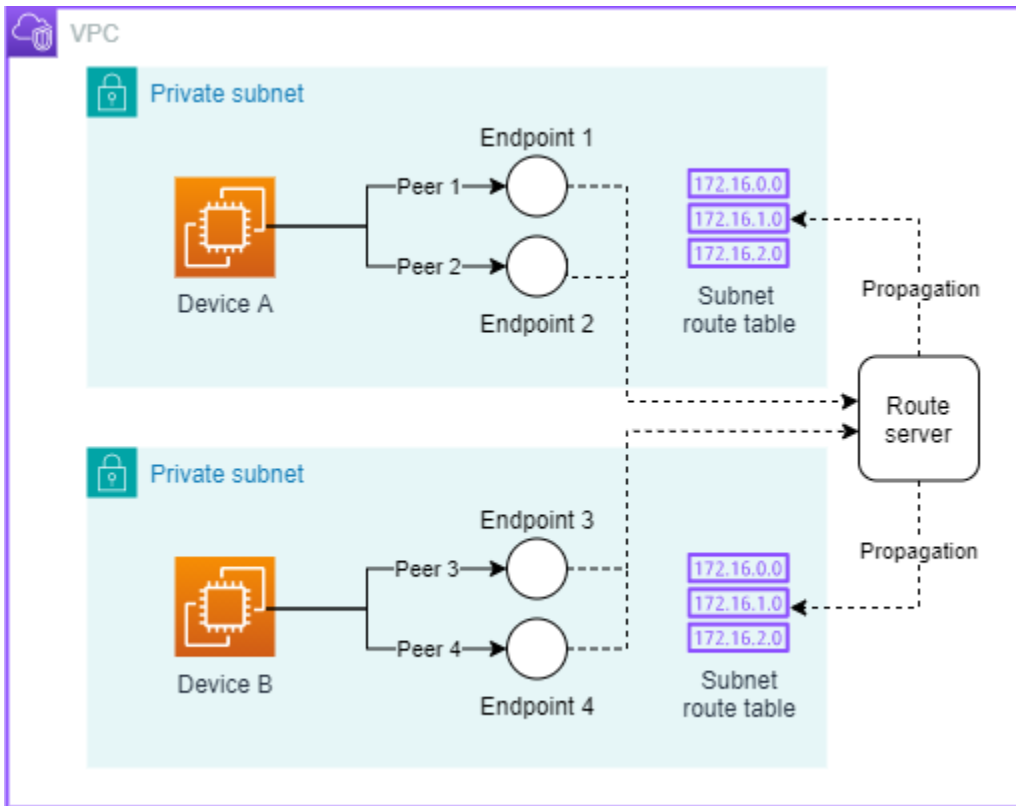 VPC
Private subnet
Endpoint 1
Peer 1
Peer 2
Endpoint 2
Device A
172.16.0.0
172.16.1.0
172.16.2.0
Subnet
route table
Propagation
Route
server
Private subnet
Endpoint 3
Peer 3
Peer 4
Endpoint 4
Device B
172.16.0.0
172.16.1.0
172.16.2.0
Subnet
route table
Propagation